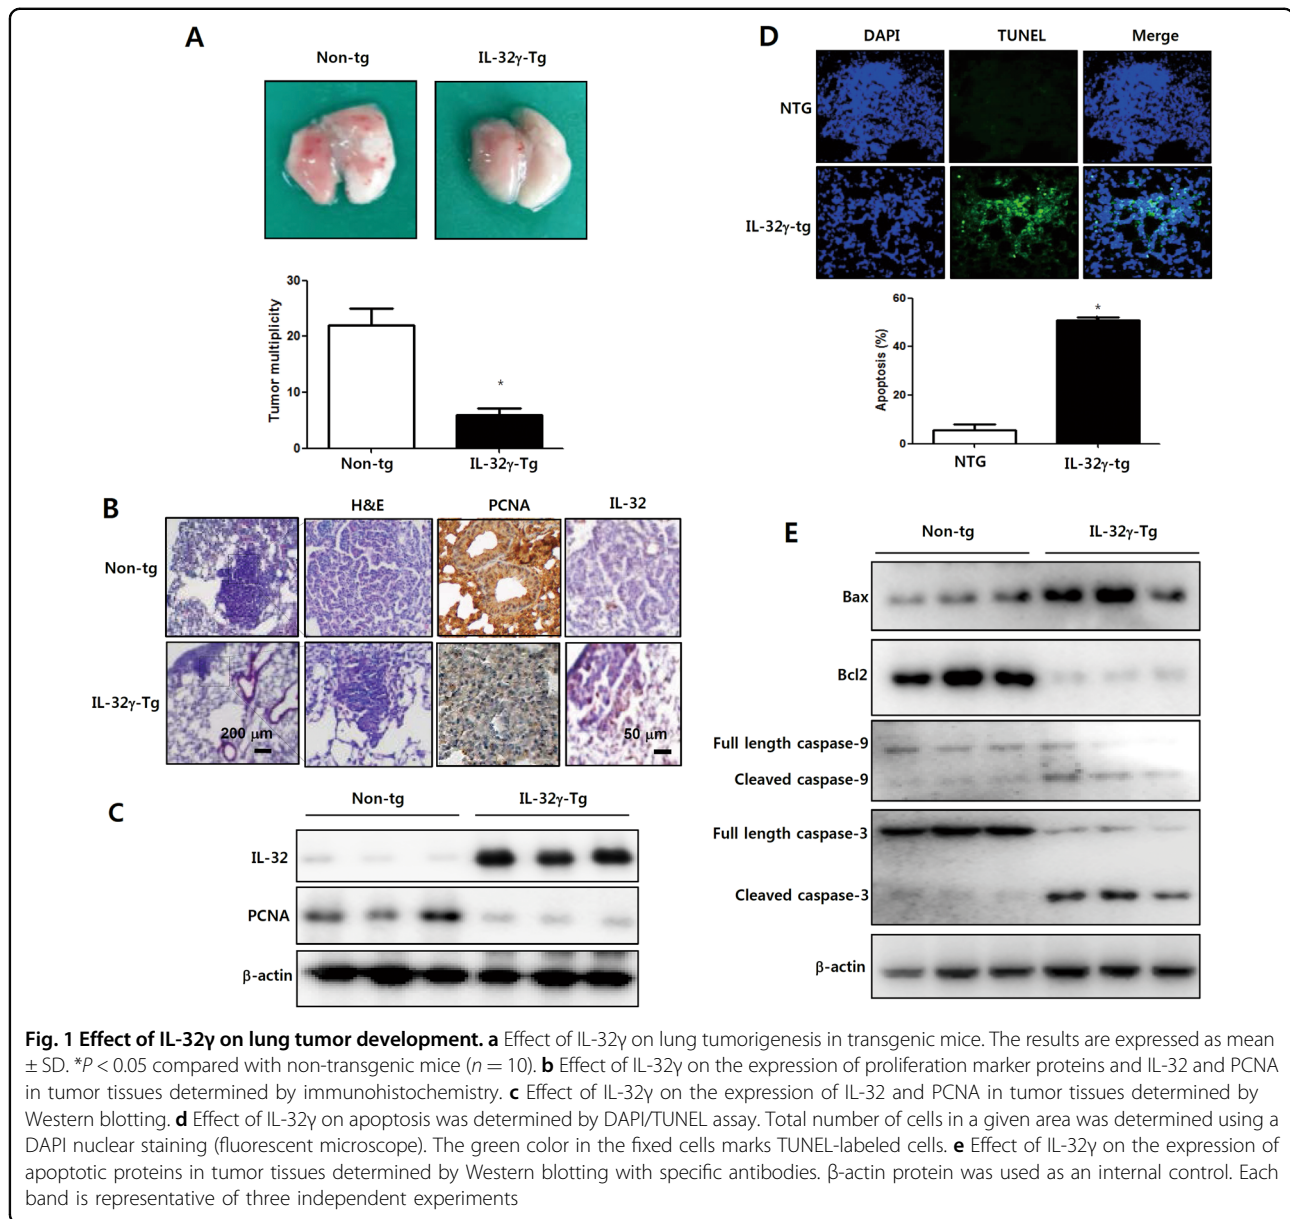 A
Non-tg IL-32γ-Tg
30
20
10
0
Tumor multiplicity
*
Non-tg IL-32γ-Tg
B
H&E PCNA IL-32
Non-tg
IL-32γ-Tg
200 μm
50 μm
C
Non-tg IL-32γ-Tg
IL-32
PCNA
β-actin
D
DAPI TUNEL Merge
NTG
IL-32γ-tg
60
40
20
0
Apoptosis (%)
*
NTG IL-32γ-tg
E
Non-tg IL-32γ-Tg
Bax
Bcl2
Full length caspase-9
Cleaved caspase-9
Full length caspase-3
Cleaved caspase-3
β-actin
Fig. 1 Effect of IL-32γ on lung tumor development. a Effect of IL-32γ on lung tumorigenesis in transgenic mice. The results are expressed as mean
± SD. *P < 0.05 compared with non-transgenic mice (n = 10). b Effect of IL-32γ on the expression of proliferation marker proteins and IL-32 and PCNA
in tumor tissues determined by immunohistochemistry. c Effect of IL-32γ on the expression of IL-32 and PCNA in tumor tissues determined by
Western blotting. d Effect of IL-32γ on apoptosis was determined by DAPI/TUNEL assay. Total number of cells in a given area was determined using a
DAPI nuclear staining (fluorescent microscope). The green color in the fixed cells marks TUNEL-labeled cells. e Effect of IL-32γ on the expression of
apoptotic proteins in tumor tissues determined by Western blotting with specific antibodies. β-actin protein was used as an internal control. Each
band is representative of three independent experiments